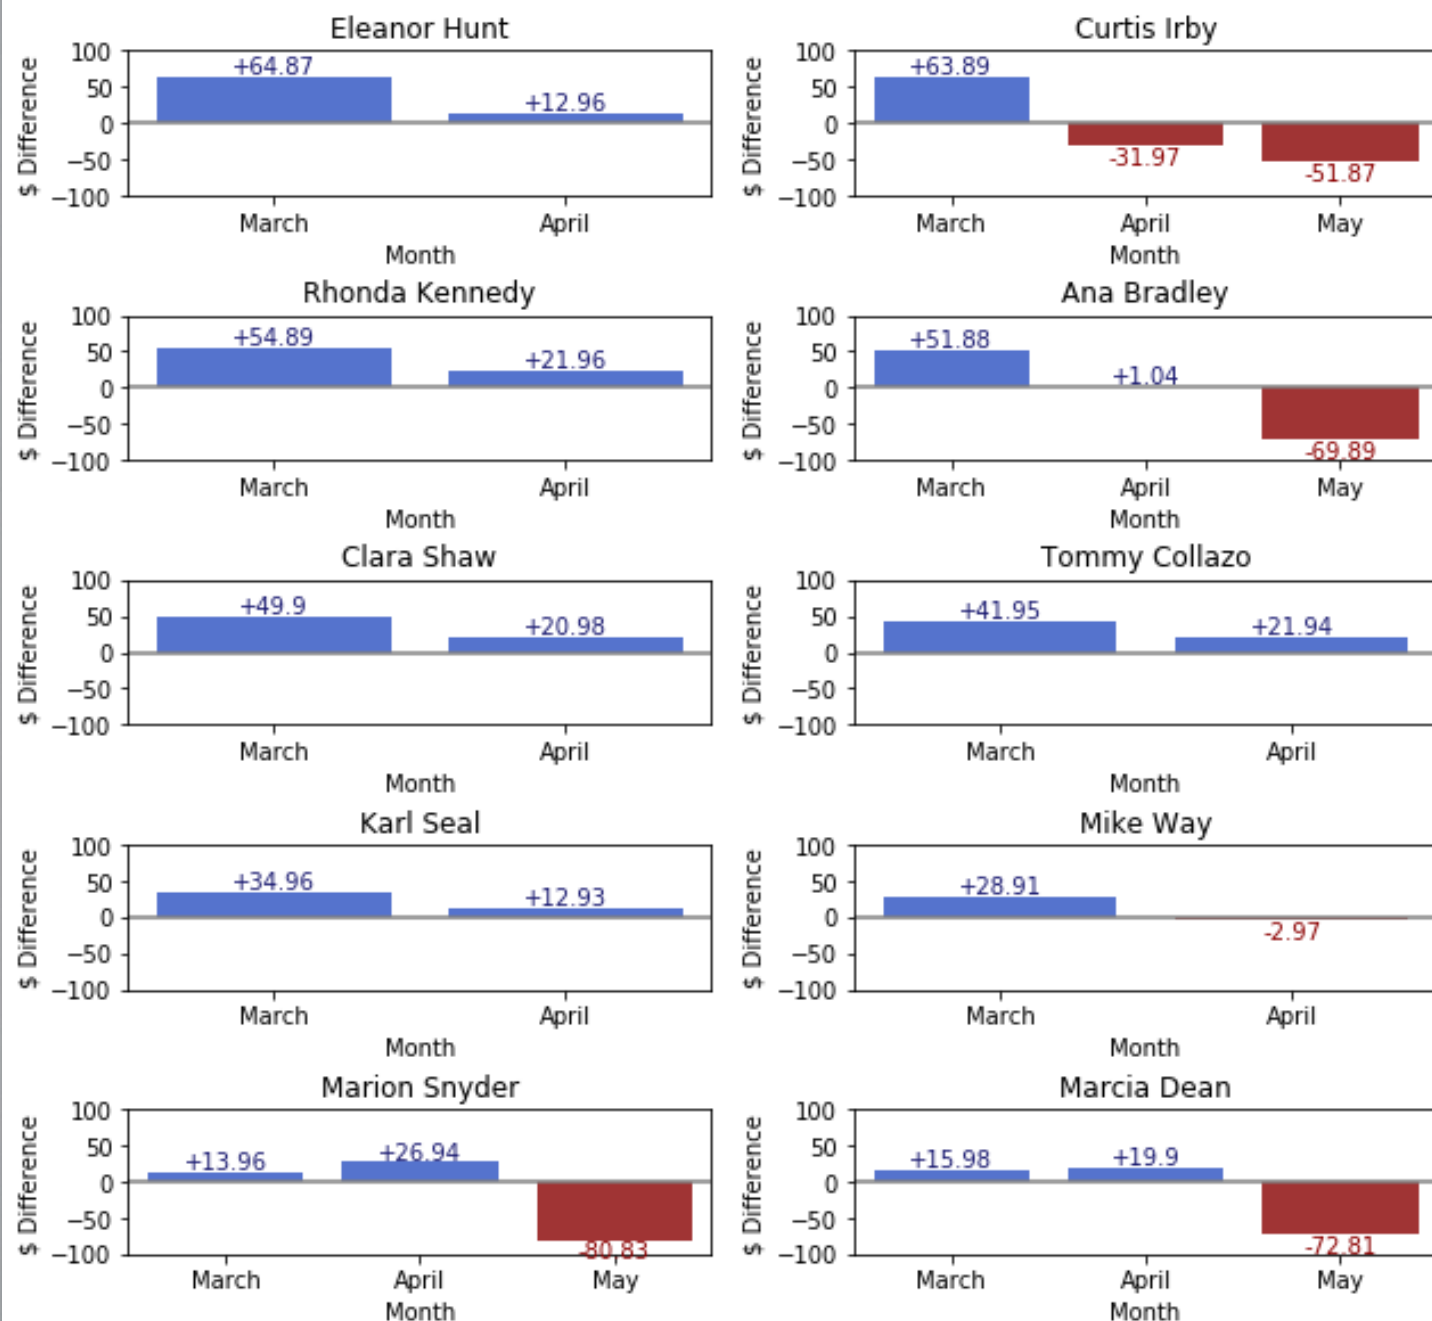 Eleanor Hunt
$ Difference
100
50
0
−50
−100
+64.87
+12.96
March April
Month
Curtis Irby
$ Difference
100
50
0
−50
−100
+63.89
-31.97
-51.87
March April May
Month
Rhonda Kennedy
$ Difference
100
50
0
−50
−100
+54.89
+21.96
March April
Month
Ana Bradley
$ Difference
100
50
0
−50
−100
+51.88
+1.04
-69.89
March April May
Month
Clara Shaw
$ Difference
100
50
0
−50
−100
+49.9
+20.98
March April
Month
Tommy Collazo
$ Difference
100
50
0
−50
−100
+41.95
+21.94
March April
Month
Karl Seal
$ Difference
100
50
0
−50
−100
+34.96
+12.93
March April
Month
Mike Way
$ Difference
100
50
0
−50
−100
+28.91
-2.97
March April
Month
Marion Snyder
$ Difference
100
50
0
−50
−100
+13.96
+26.94
-80.83
March April May
Month
Marcia Dean
$ Difference
100
50
0
−50
−100
+15.98
+19.9
-72.81
March April May
Month